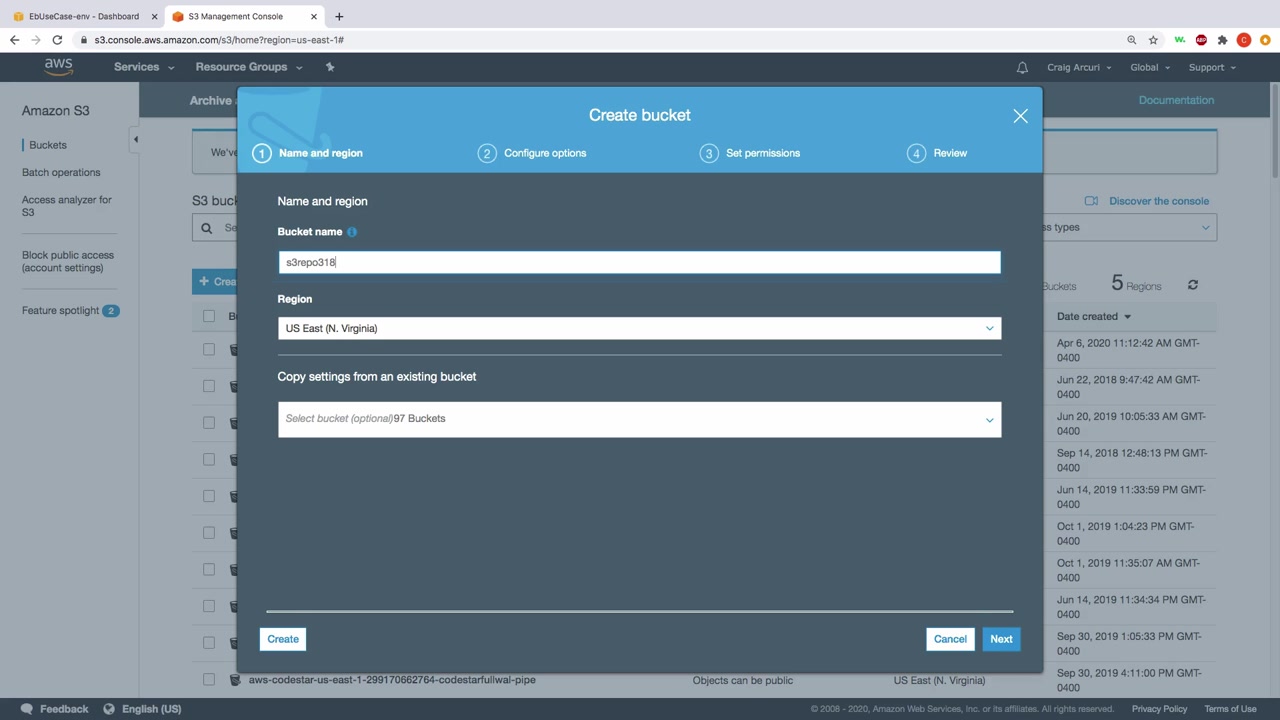 EbUseCase-env - Dashboard
S3 Management Console
s3.console.aws.amazon.com/s3/home?region=us-east-1#
aws
Services
Resource Groups
Craig Arcuri
Global
Support
Amazon S3
Buckets
Batch operations
Access analyzer for
S3
Block public access
(account settings)
Feature spotlight 2
Archive
Documentation
We've
S3 buc
Discover the console
Se
ss types
+ Crea
Buckets
5 Regions
B
Date created
Create bucket
1 Name and region
2 Configure options
3 Set permissions
4 Review
Name and region
Bucket name
s3repo318
Region
US East (N. Virginia)
Copy settings from an existing bucket
Select bucket (optional)97 Buckets
Create
Cancel
Next
Apr 6, 2020 11:12:42 AM GMT-
0400
Jun 22, 2018 9:47:42 AM GMT-
0400
Jun 20, 2019 10:05:33 AM GMT-
0400
Sep 14, 2018 12:48:13 PM GMT-
0400
Jun 14, 2019 11:33:59 PM GMT-
0400
Oct 1, 2019 1:04:23 PM GMT-
0400
Oct 1, 2019 11:35:07 AM GMT-
0400
Jun 14, 2019 11:34:34 PM GMT-
0400
Sep 30, 2019 1:05:33 PM GMT-
0400
aws-codestar-us-east-1-299170662764-codestarfullwal-pipe
Objects can be public
US East (N. Virginia)
Sep 30, 2019 4:11:00 PM GMT-
0400
Feedback
English (US)
© 2008 - 2020, Amazon Web Services, Inc. or its affiliates. All rights reserved.
Privacy Policy
Terms of Use